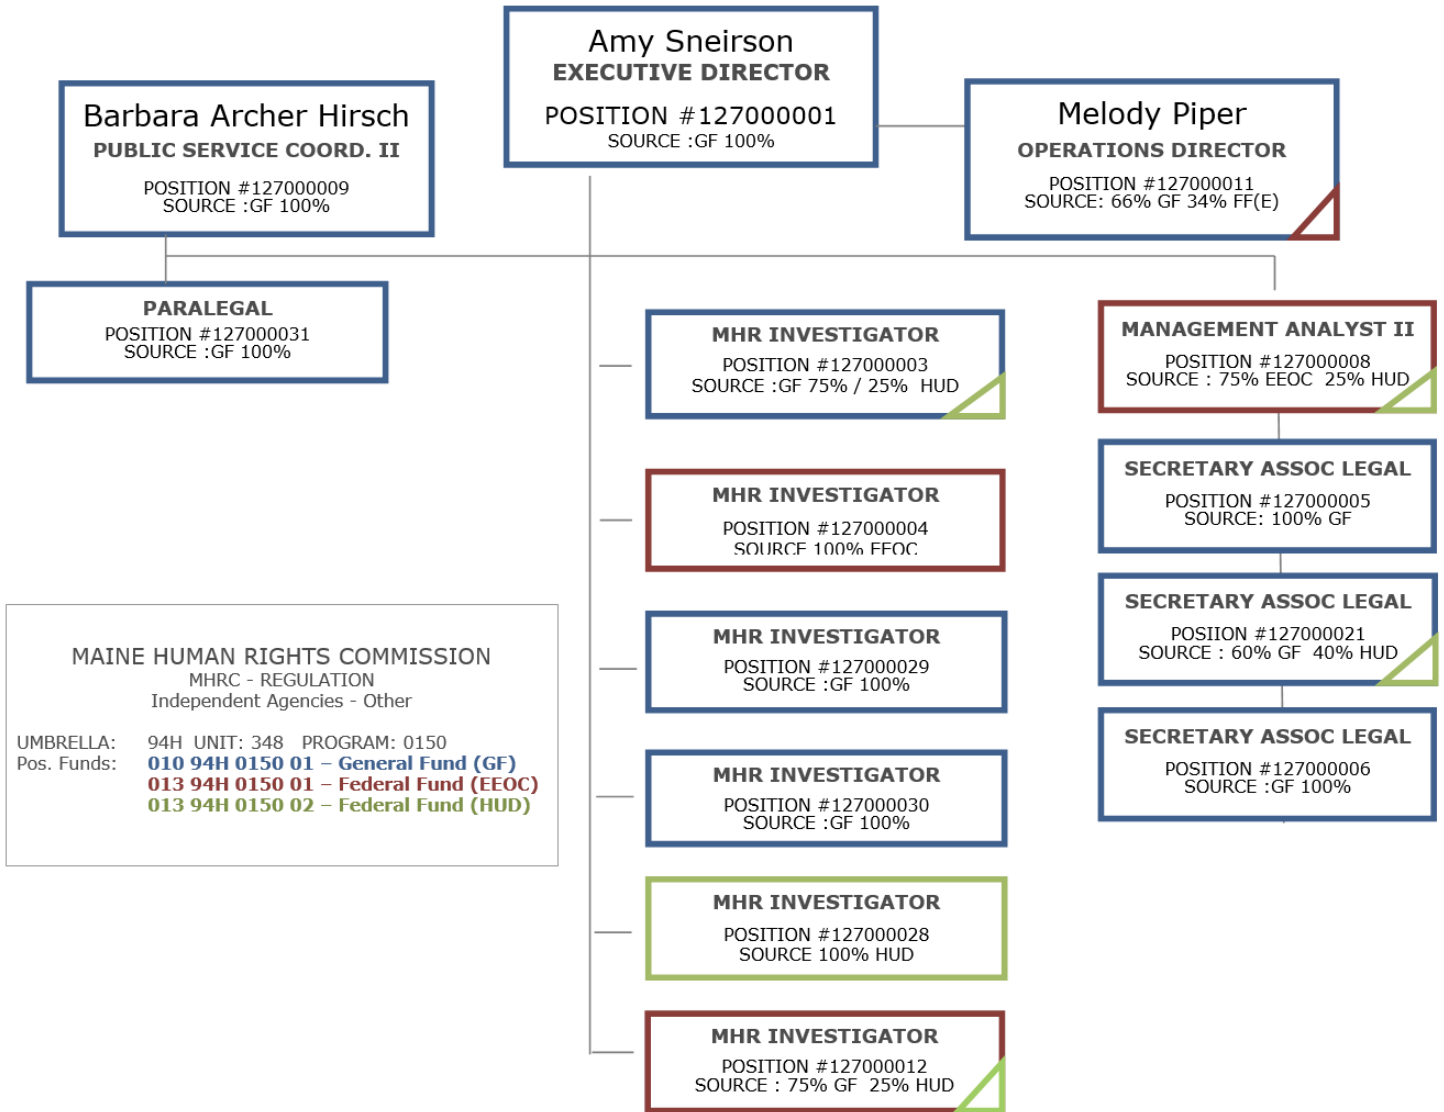 Amy Sneirson
EXECUTIVE DIRECTOR
POSITION #127000001
SOURCE :GF 100%
Barbara Archer Hirsch
PUBLIC SERVICE COORD. II
POSITION #127000009
SOURCE :GF 100%
Melody Piper
OPERATIONS DIRECTOR
POSITION #127000011
SOURCE: 66% GF 34% FF(E)
PARALEGAL
POSITION #127000031
SOURCE :GF 100%
MHR INVESTIGATOR
POSITION #127000003
SOURCE :GF 75% / 25% HUD
MHR INVESTIGATOR
POSITION #127000004
SOURCE 100% EEOC
MHR INVESTIGATOR
POSITION #127000029
SOURCE :GF 100%
MHR INVESTIGATOR
POSITION #127000030
SOURCE :GF 100%
MHR INVESTIGATOR
POSITION #127000028
SOURCE 100% HUD
MHR INVESTIGATOR
POSITION #127000012
SOURCE : 75% GF 25% HUD
MANAGEMENT ANALYST II
POSITION #127000008
SOURCE : 75% EEOC 25% HUD
SECRETARY ASSOC LEGAL
POSITION #127000005
SOURCE: 100% GF
SECRETARY ASSOC LEGAL
POSIION #127000021
SOURCE : 60% GF 40% HUD
SECRETARY ASSOC LEGAL
POSITION #127000006
SOURCE :GF 100%
MAINE HUMAN RIGHTS COMMISSION
MHRC - REGULATION
Independent Agencies - Other
UMBRELLA: 94H UNIT: 348 PROGRAM: 0150
Pos. Funds: 010 94H 0150 01 – General Fund (GF)
013 94H 0150 01 – Federal Fund (EEOC)
013 94H 0150 02 – Federal Fund (HUD)